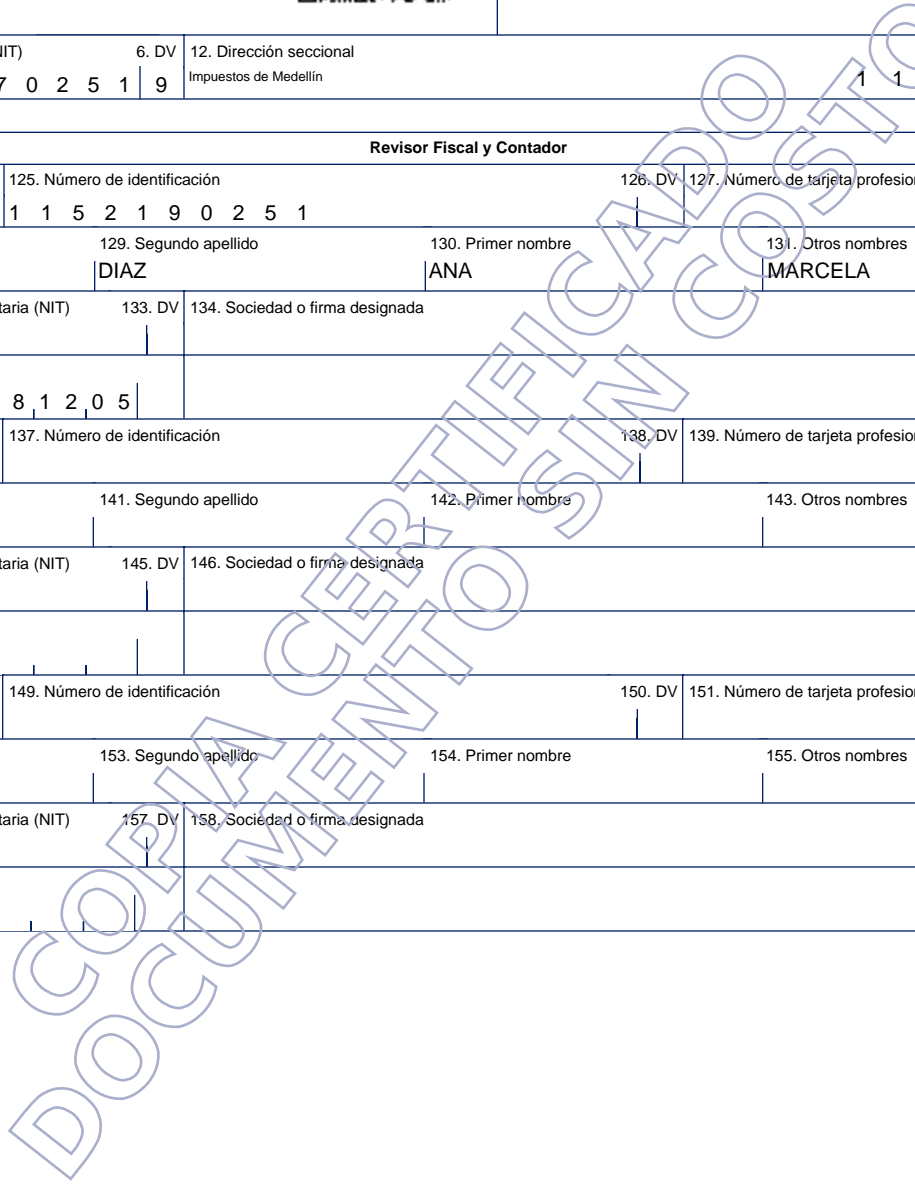 IIT) 6. DV 12. Dirección seccional
7 0 2 5 1 9 Impuestos de Medellín 1 1
Revisor Fiscal y Contador
125. Número de identificación 126. DV 127. Número de tarjeta profesion
1 1 5 2 1 9 0 2 5 1
129. Segundo apellido 130. Primer nombre 131. Otros nombres
DIAZ ANA MARCELA
taria (NIT) 133. DV 134. Sociedad o firma designada
8 1 2 0 5
137. Número de identificación 138. DV 139. Número de tarjeta profesion
141. Segundo apellido 142. Primer nombre 143. Otros nombres
taria (NIT) 145. DV 146. Sociedad o firma designada
149. Número de identificación 150. DV 151. Número de tarjeta profesion
153. Segundo apellido 154. Primer nombre 155. Otros nombres
taria (NIT) 157. DV 158. Sociedad o firma designada
COPIA CERTIFICADO
DOCUMENTO SIN COSTO